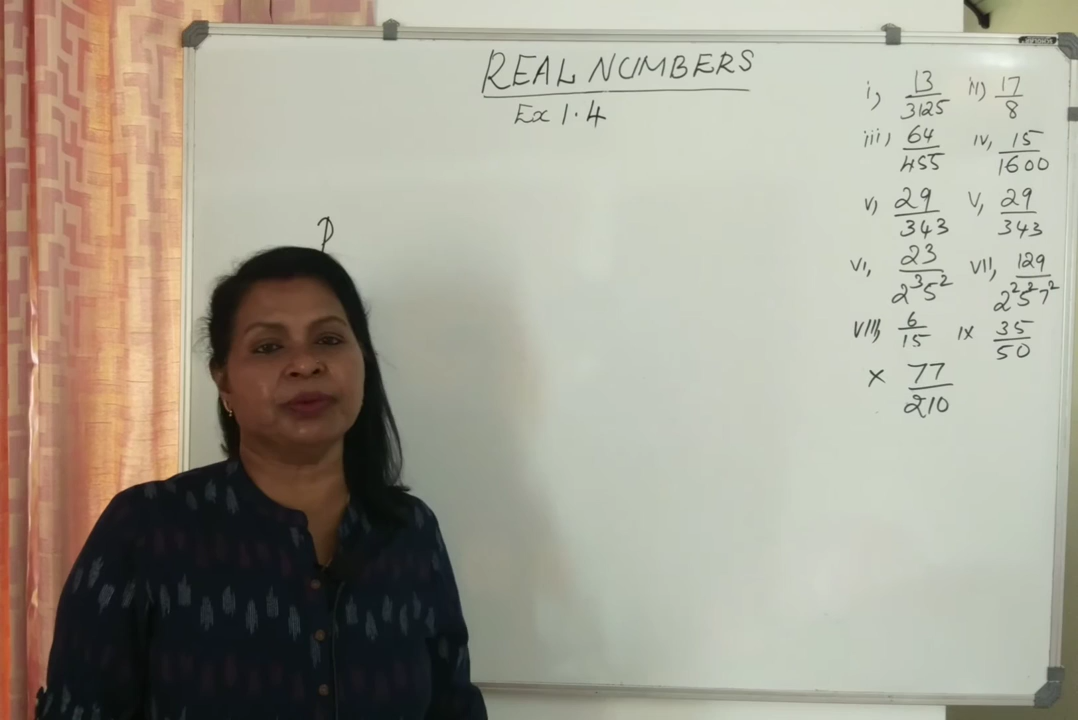 REAL NUMBERS
Ex 1.4
P
i) 13/3125 ii) 17/8
iii) 64/455 iv, 15/1600
v) 29/343 v, 29/343
VI, 23/2³5² VII, 129/2²5²7²
VIII, 6/15 IX 35/50
X 77/210